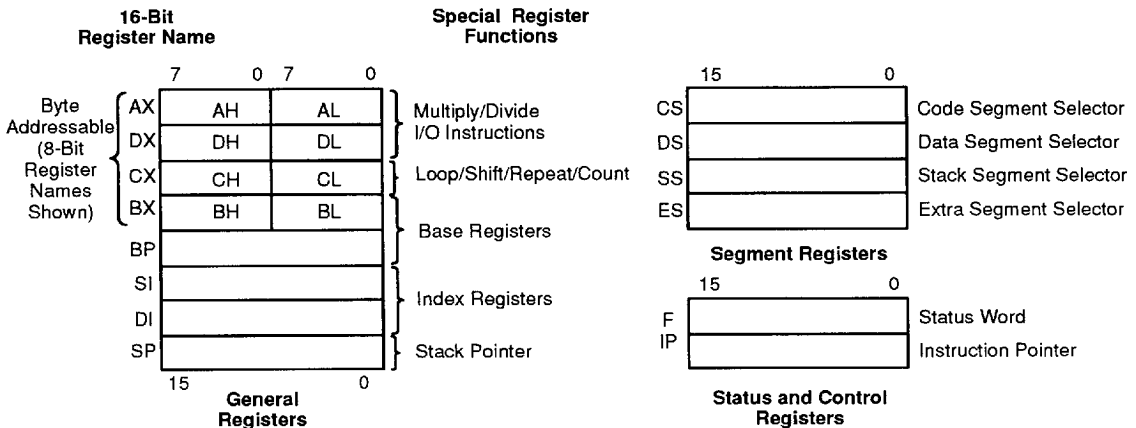 16-Bit
Register Name
Special Register
Functions
7 0 7 0
Byte
Addressable
(8-Bit
Register
Names
Shown)
AX AH AL
DX DH DL
CX CH CL
BX BH BL
BP
SI
DI
SP
15 0
Multiply/Divide
I/O Instructions
Loop/Shift/Repeat/Count
Base Registers
Index Registers
Stack Pointer
General
Registers
15 0
CS Code Segment Selector
DS Data Segment Selector
SS Stack Segment Selector
ES Extra Segment Selector
Segment Registers
15 0
F Status Word
IP Instruction Pointer
Status and Control
Registers